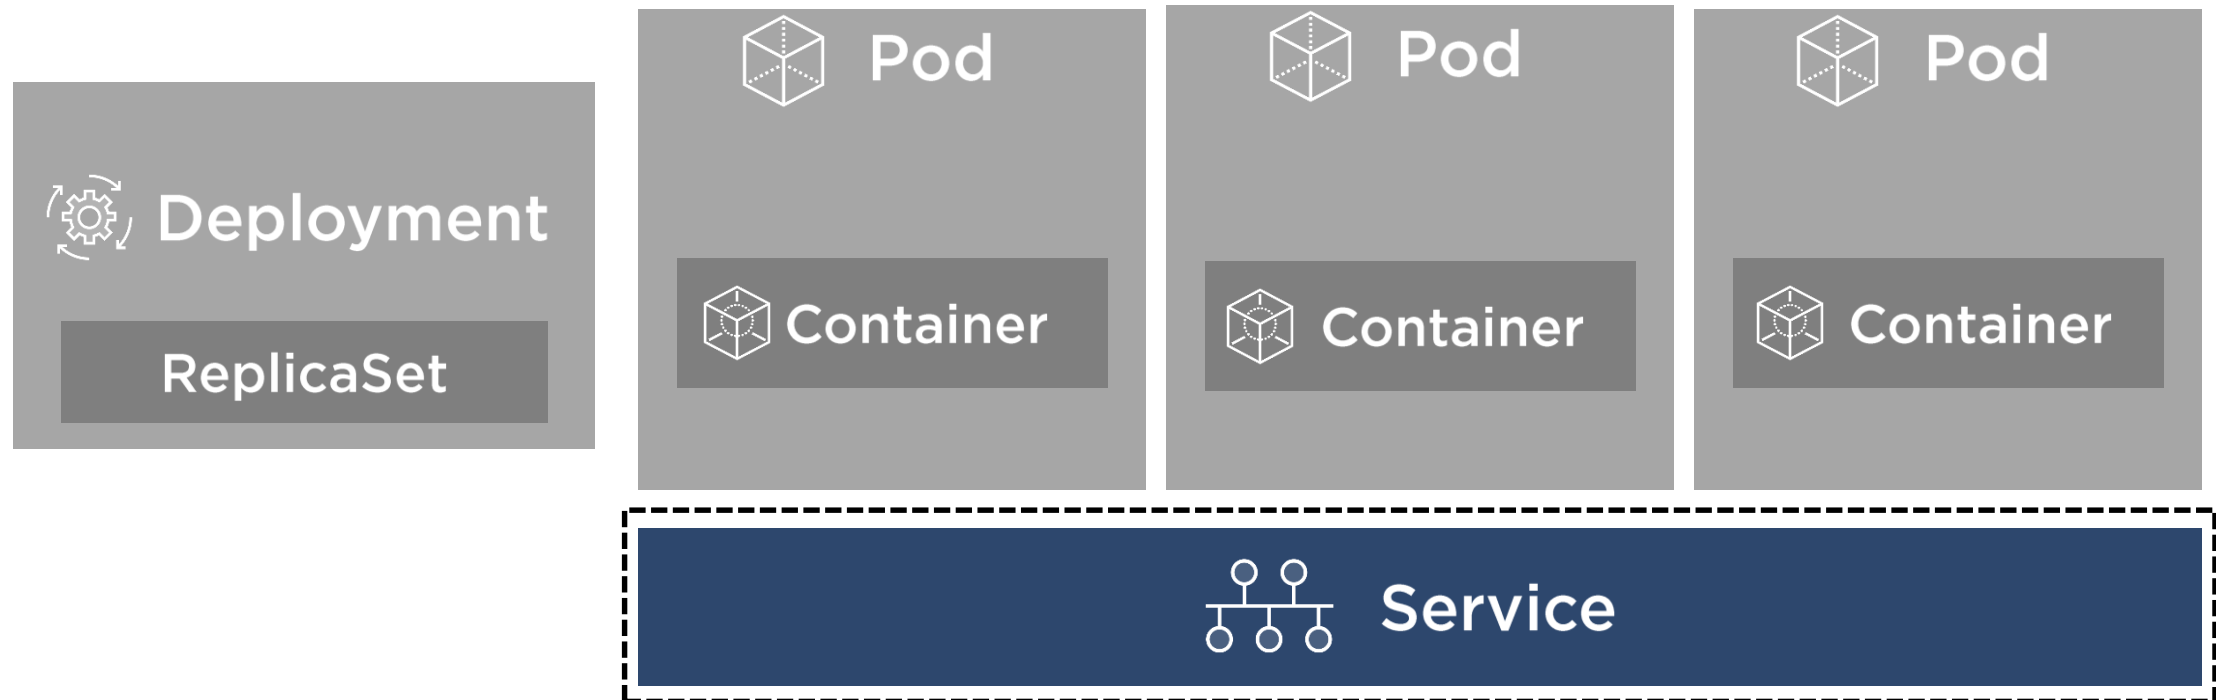 Deployment
ReplicaSet
Pod
Container
Pod
Container
Pod
Container
Service